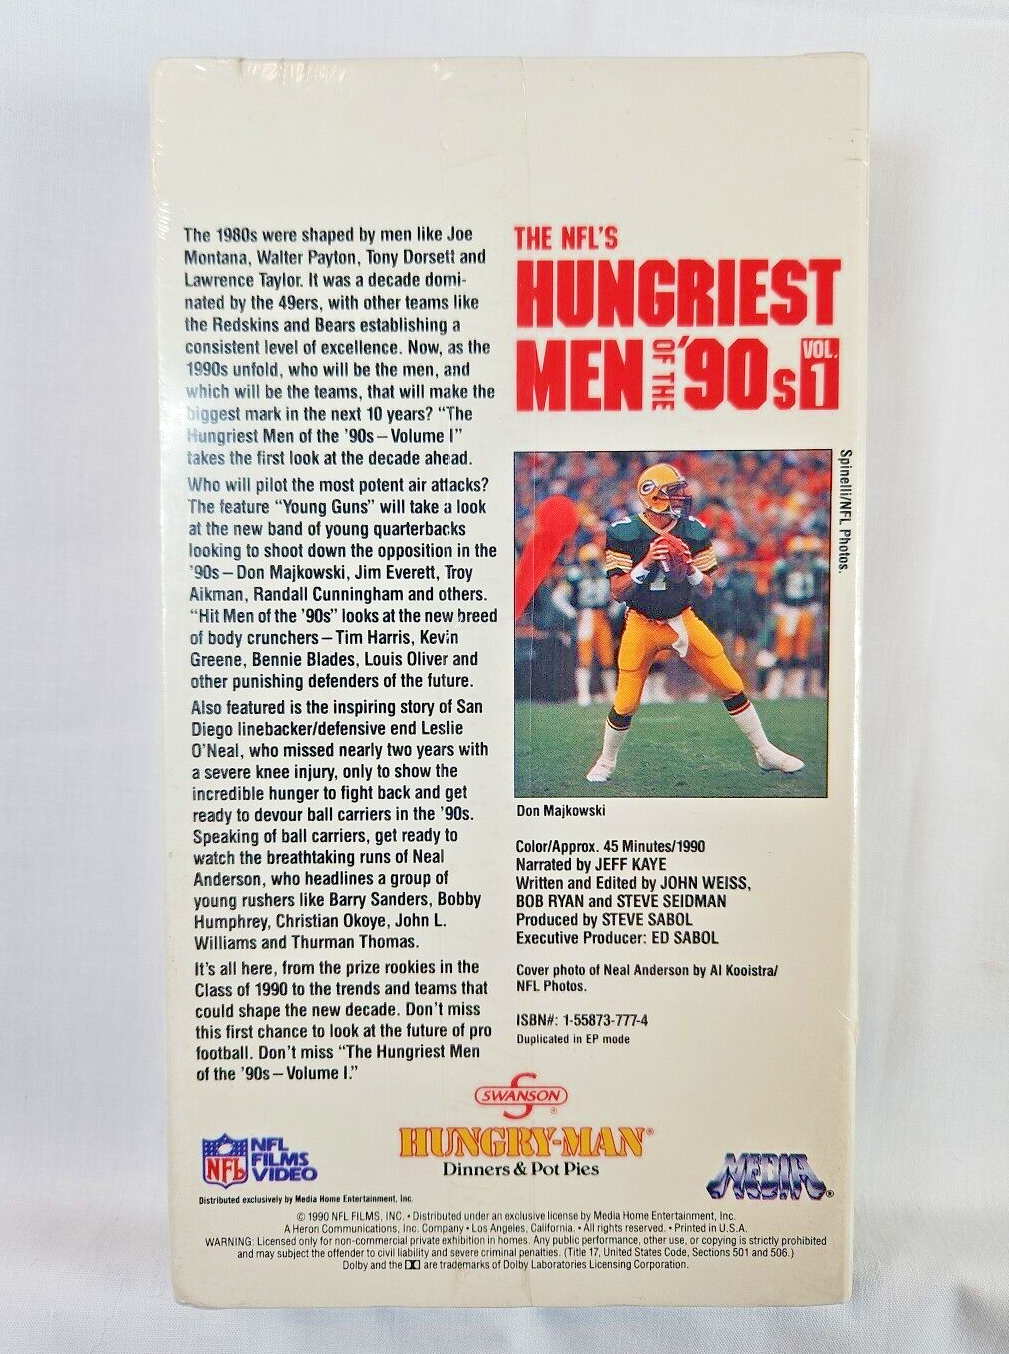 The 1980s were shaped by men like Joe
Montana, Walter Payton, Tony Dorsett and
Lawrence Taylor. It was a decade domi-
nated by the 49ers, with other teams like
the Redskins and Bears establishing a
consistent level of excellence. Now, as the
1990s unfold, who will be the men, and
which will be the teams, that will make the
biggest mark in the next 10 years? “The
Hungriest Men of the ’90s—Volume I”
takes the first look at the decade ahead.
Who will pilot the most potent air attacks?
The feature “Young Guns” will take a look
at the new band of young quarterbacks
looking to shoot down the opposition in the
’90s—Don Majkowski, Jim Everett, Troy
Aikman, Randall Cunningham and others.
“Hit Men of the ’90s” looks at the new breed
of body crunchers—Tim Harris, Kevin
Greene, Bennie Blades, Louis Oliver and
other punishing defenders of the future.
Also featured is the inspiring story of San
Diego linebacker/defensive end Leslie
O’Neal, who missed nearly two years with
a severe knee injury, only to show the
incredible hunger to fight back and get
ready to devour ball carriers in the ’90s.
Speaking of ball carriers, get ready to
watch the breathtaking runs of Neal
Anderson, who headlines a group of
young rushers like Barry Sanders, Bobby
Humphrey, Christian Okoye, John L.
Williams and Thurman Thomas.
It’s all here, from the prize rookies in the
Class of 1990 to the trends and teams that
could shape the new decade. Don’t miss
this first chance to look at the future of pro
football. Don’t miss “The Hungriest Men
of the ’90s—Volume I.”
THE NFL’S
HUNGRIEST
MEN OF THE ’90s VOL. 1
Spinelli/NFL Photos.
G
7
7
21
Don Majkowski
Color/Approx. 45 Minutes/1990
Narrated by JEFF KAYE
Written and Edited by JOHN WEISS,
BOB RYAN and STEVE SEIDMAN
Produced by STEVE SABOL
Executive Producer: ED SABOL
Cover photo of Neal Anderson by Al Kooistra/
NFL Photos.
ISBN#: 1-55873-777-4
Duplicated in EP mode
S
SWANSON®
HUNGRY-MAN®
Dinners & Pot Pies
NFL
NFL
FILMS
VIDEO
MEDIA®
Distributed exclusively by Media Home Entertainment, Inc.
© 1990 NFL FILMS, INC. • Distributed under an exclusive license by Media Home Entertainment, Inc.
A Heron Communications, Inc. Company • Los Angeles, California. • All rights reserved. • Printed in U.S.A.
WARNING: Licensed only for non-commercial private exhibition in homes. Any public performance, other use, or copying is strictly prohibited
and may subject the offender to civil liability and severe criminal penalties. (Title 17, United States Code, Sections 501 and 506.)
Dolby and the are trademarks of Dolby Laboratories Licensing Corporation.